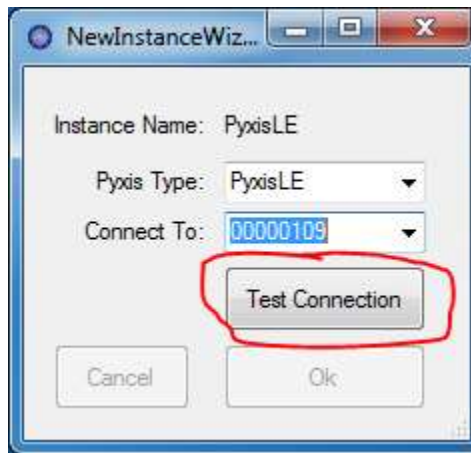 NewInstanceWiz...
Instance Name: PyxisLE
Pyxis Type: PyxisLE
Connect To: 00000109
Test Connection
Cancel Ok